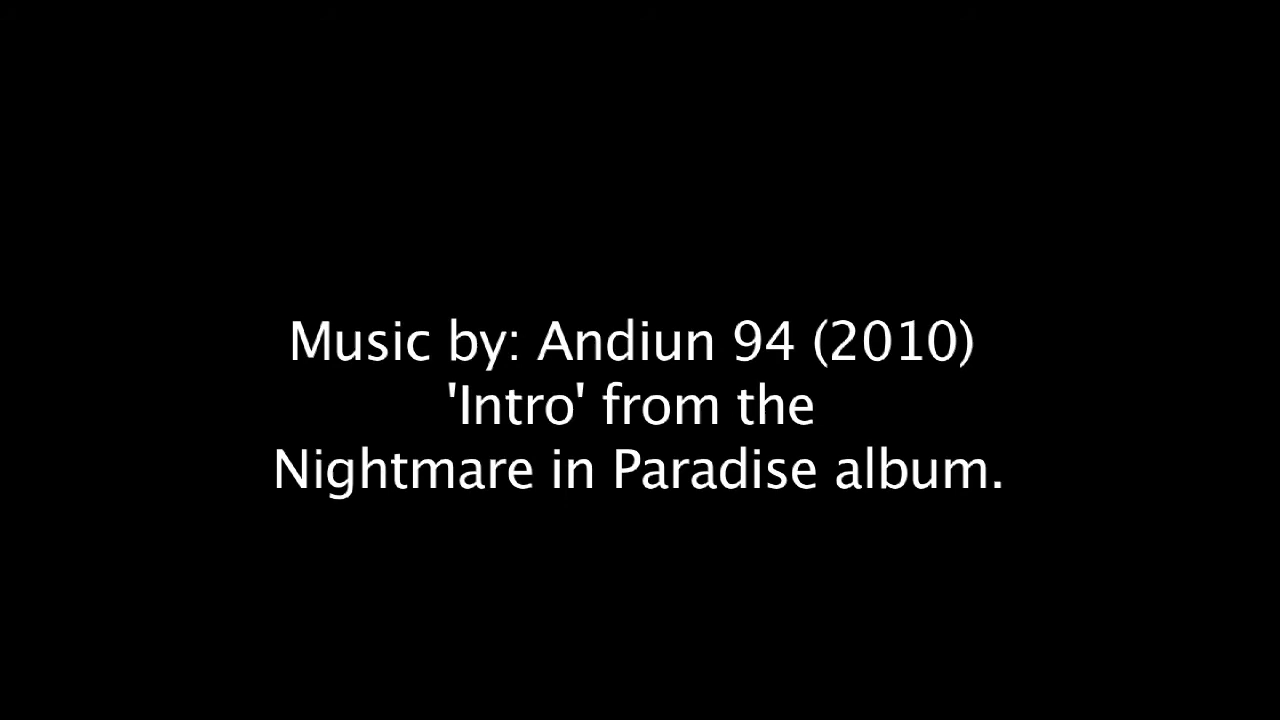 Music by: Andiun 94 (2010)
'Intro' from the
Nightmare in Paradise album.